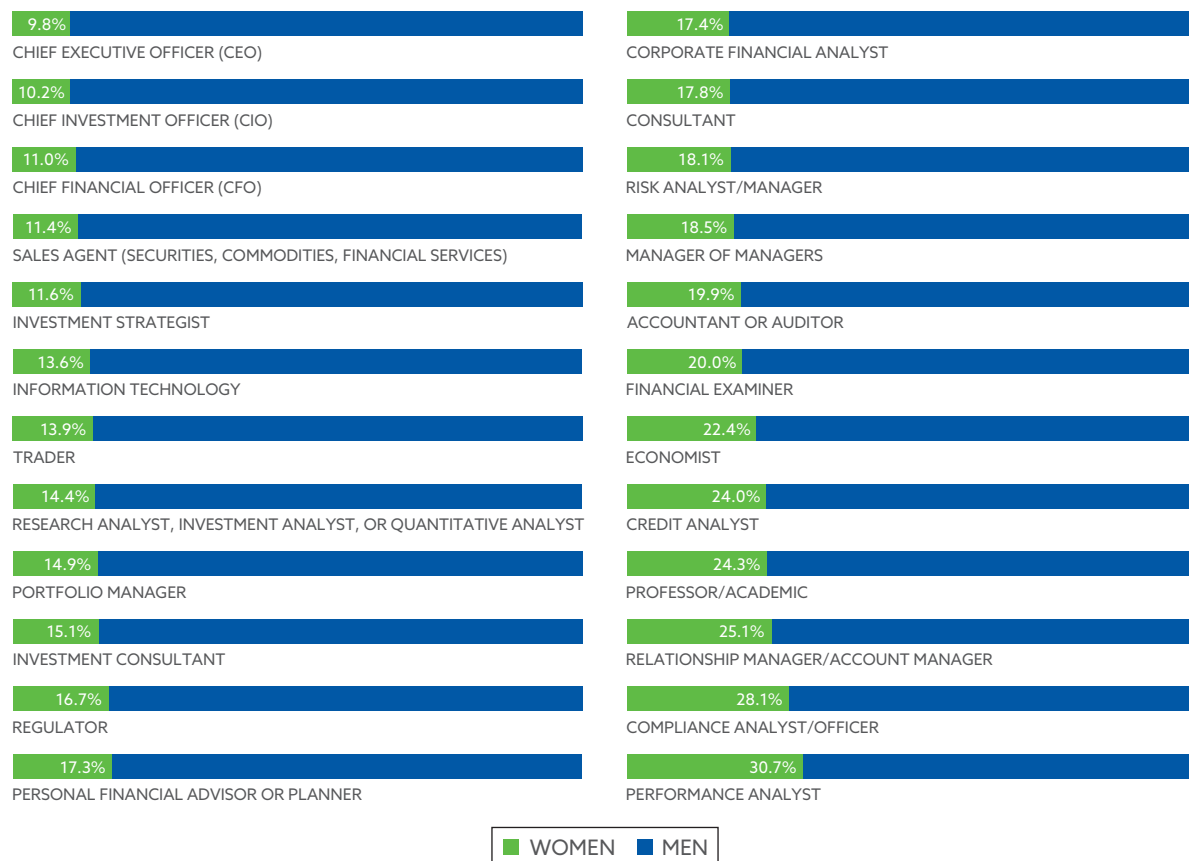 9.8%
CHIEF EXECUTIVE OFFICER (CEO)
10.2%
CHIEF INVESTMENT OFFICER (CIO)
11.0%
CHIEF FINANCIAL OFFICER (CFO)
11.4%
SALES AGENT (SECURITIES, COMMODITIES, FINANCIAL SERVICES)
11.6%
INVESTMENT STRATEGIST
13.6%
INFORMATION TECHNOLOGY
13.9%
TRADER
14.4%
RESEARCH ANALYST, INVESTMENT ANALYST, OR QUANTITATIVE ANALYST
14.9%
PORTFOLIO MANAGER
15.1%
INVESTMENT CONSULTANT
16.7%
REGULATOR
17.3%
PERSONAL FINANCIAL ADVISOR OR PLANNER
17.4%
CORPORATE FINANCIAL ANALYST
17.8%
CONSULTANT
18.1%
RISK ANALYST/MANAGER
18.5%
MANAGER OF MANAGERS
19.9%
ACCOUNTANT OR AUDITOR
20.0%
FINANCIAL EXAMINER
22.4%
ECONOMIST
24.0%
CREDIT ANALYST
24.3%
PROFESSOR/ACADEMIC
25.1%
RELATIONSHIP MANAGER/ACCOUNT MANAGER
28.1%
COMPLIANCE ANALYST/OFFICER
30.7%
PERFORMANCE ANALYST
WOMEN MEN